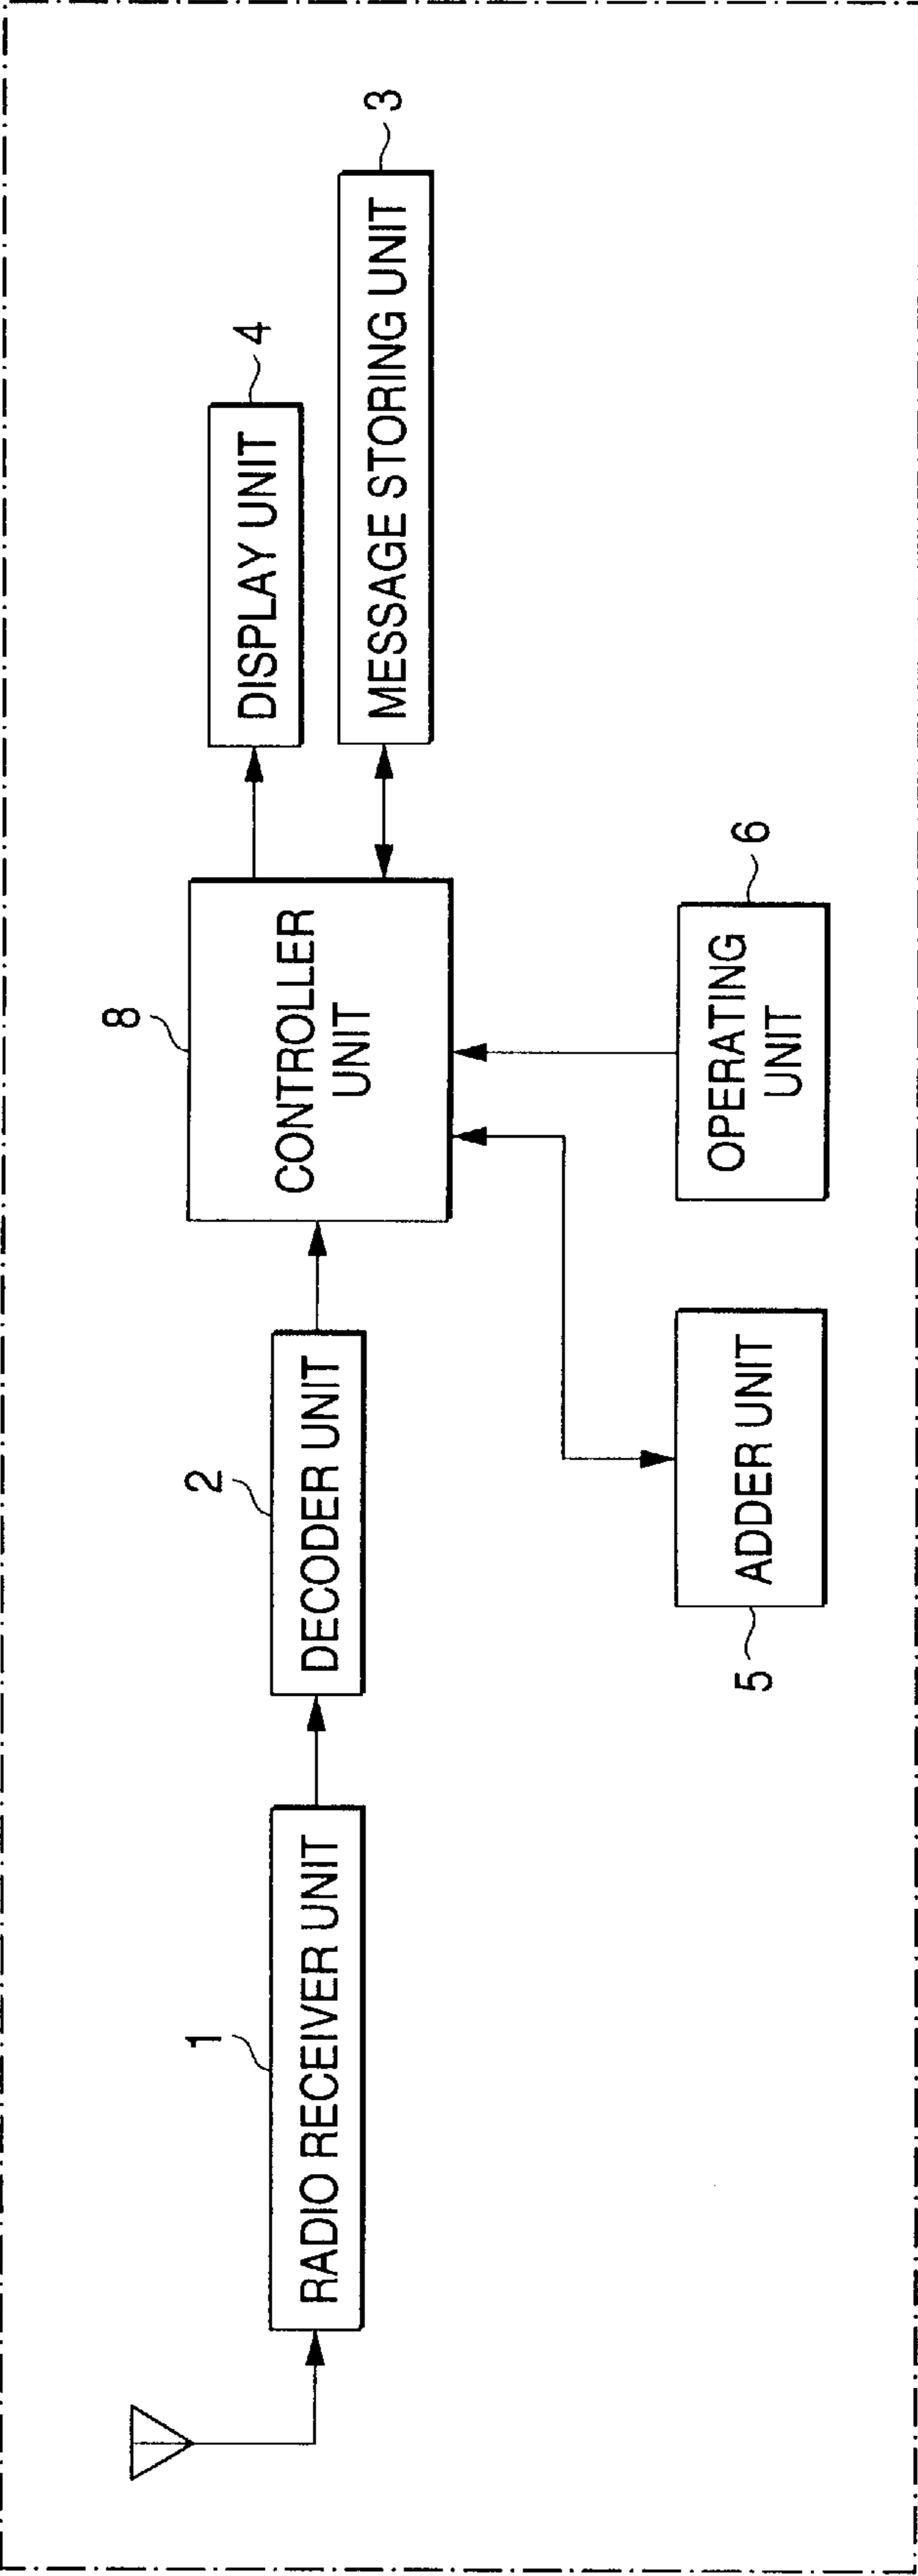 1
RADIO RECEIVER UNIT
2
DECODER UNIT
8
CONTROLLER
UNIT
4
DISPLAY UNIT
3
MESSAGE STORING UNIT
5
ADDER UNIT
6
OPERATING
UNIT